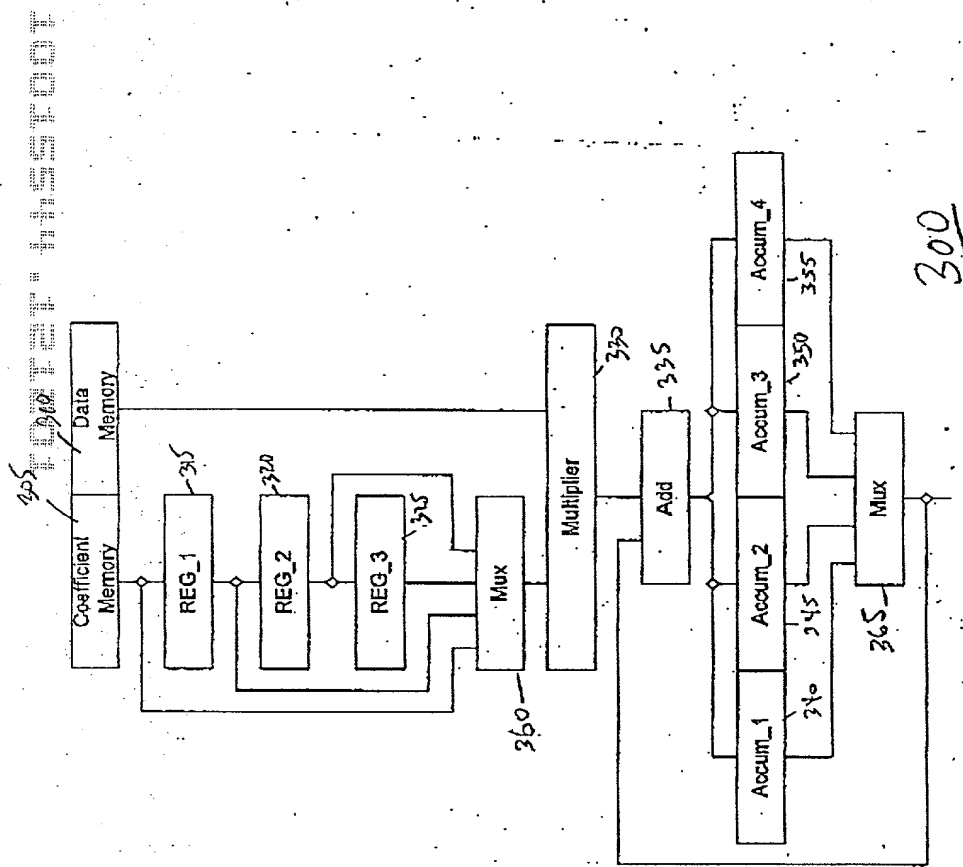 305
310
Coefficient
Memory
Data
Memory
REG_1
315
REG_2
320
REG_3
325
Mux
360
Multiplier
330
Add
335
Accum_1
Accum_2
Accum_3
Accum_4
340
345
350
355
Mux
365
300